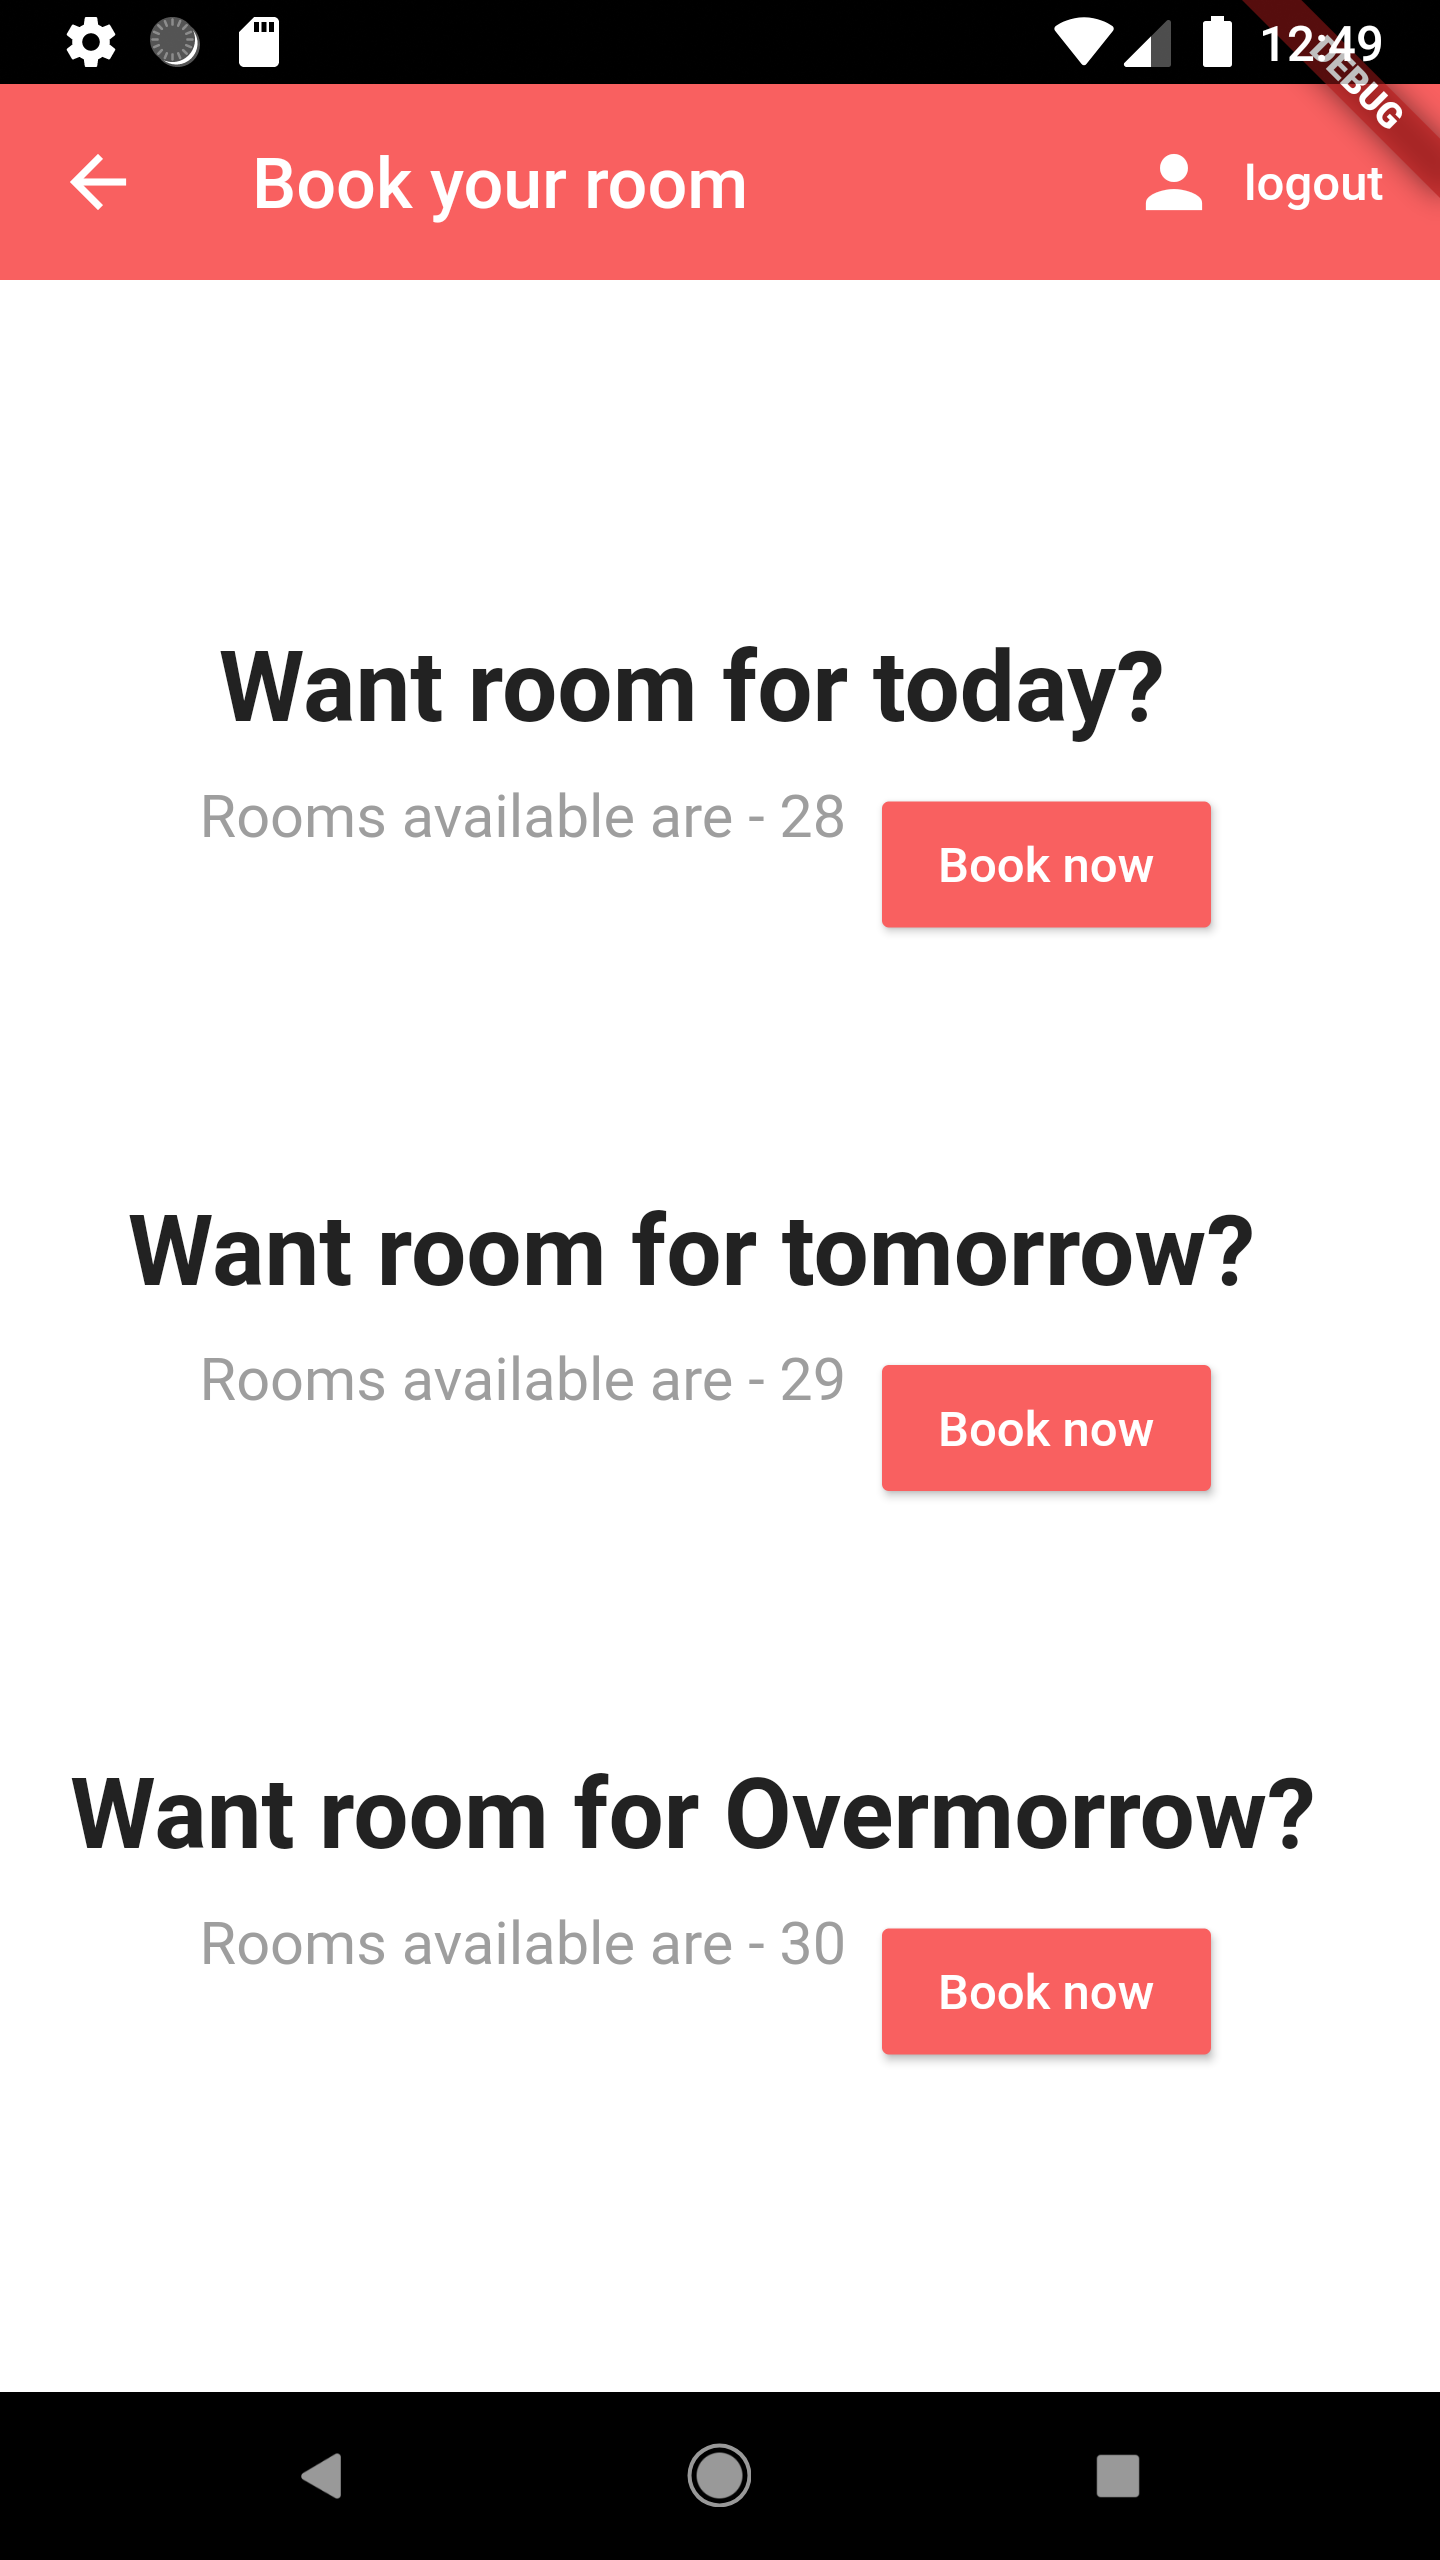 12:49
DEBUG
Book your room
logout
Want room for today?
Rooms available are - 28
Book now
Want room for tomorrow?
Rooms available are - 29
Book now
Want room for Overmorrow?
Rooms available are - 30
Book now